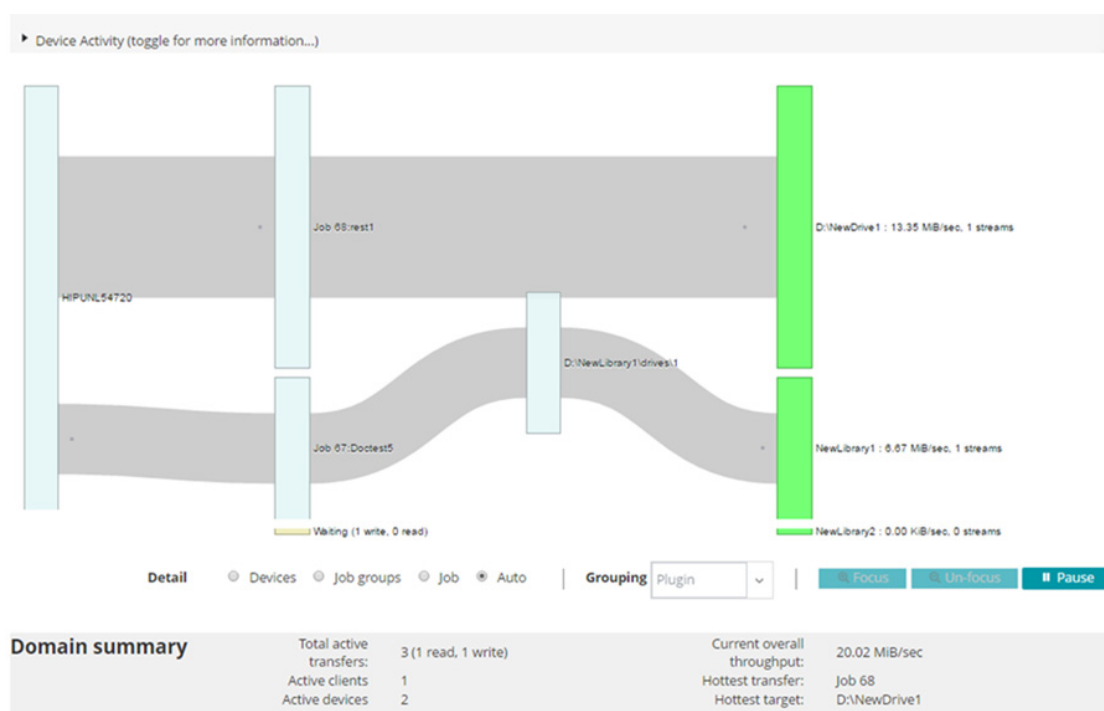 Device Activity (toggle for more information...)
Job 68:rest1
D:\NewDrive1 : 13.35 MiB/sec, 1 streams
HIPUNL54720
D:\NewLibrary1\drives\1
Job 67:Doctest5
NewLibrary1 : 6.67 MiB/sec, 1 streams
Waiting (1 write, 0 read)
NewLibrary2 : 0.00 KiB/sec, 0 streams
Detail Devices Job groups Job Auto Grouping Plugin Focus Un-focus Pause
Domain summary
Total active transfers: 3 (1 read, 1 write)
Active clients 1
Active devices 2
Current overall throughput: 20.02 MiB/sec
Hottest transfer: Job 68
Hottest target: D:\NewDrive1